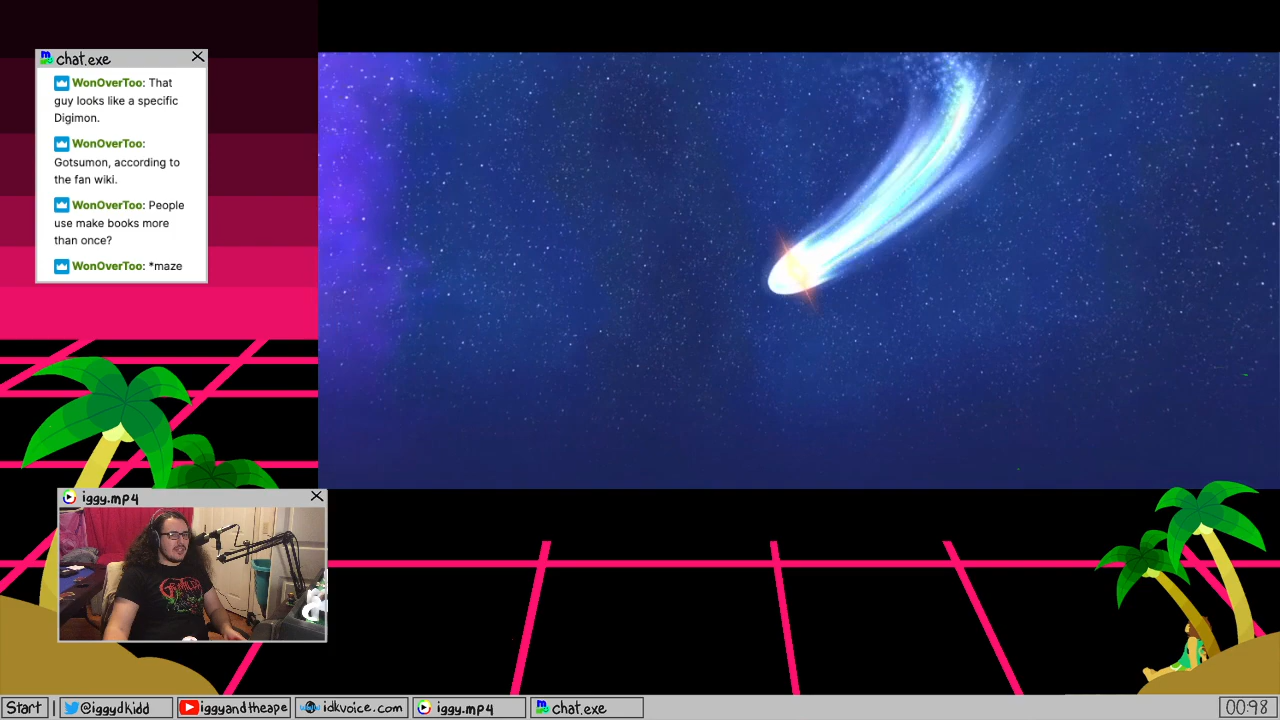 chat.exe
WonOverToo: That
guy looks like a specific
Digimon.
WonOverToo:
Gotsumon, according to
the fan wiki.
WonOverToo: People
use make books more
than once?
WonOverToo: *maze
iggy.mp4
Start | @iggydkidd iggyandtheape idkvoice.com iggy.mp4 chat.exe 00:98